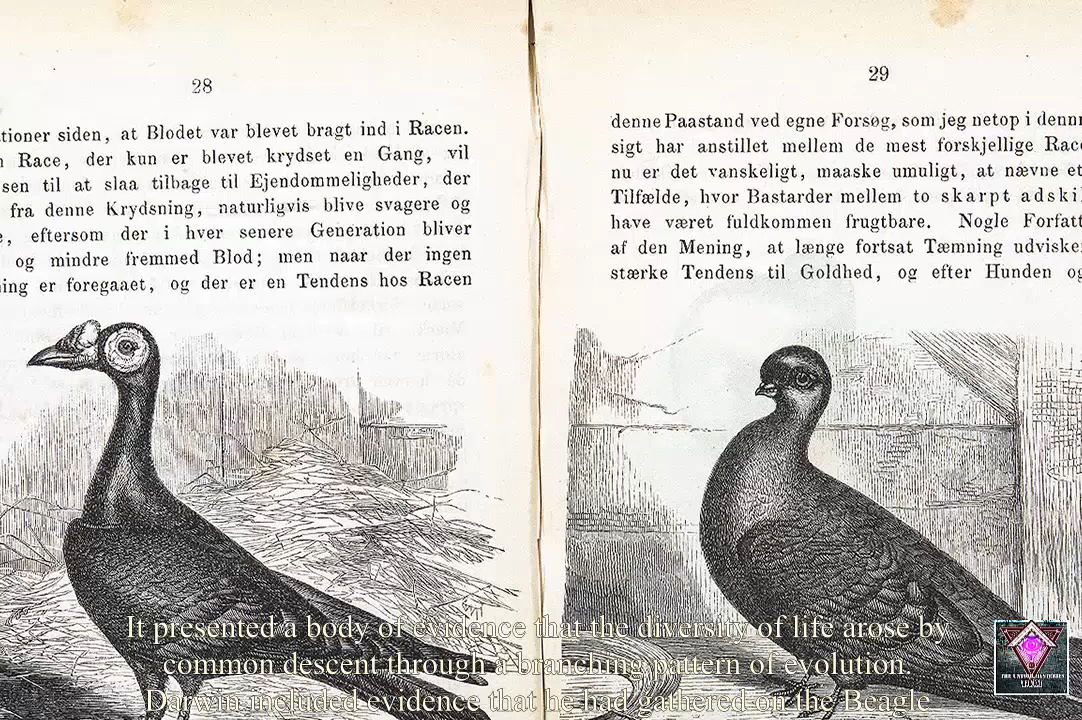 28
tioner siden, at Blodet var blevet bragt ind i Racen.
Race, der kun er blevet krydset en Gang, vil
sen til at slaa tilbage til Ejendommeligheder, der
fra denne Krydsning, naturligvis blive svagere og
, eftersom der i hver senere Generation bliver
og mindre fremmed Blod; men naar der ingen
ning er foregaaet, og der er en Tendens hos Racen
29
denne Paastand ved egne Forsøg, som jeg netop i denne
sigt har anstillet mellem de mest forskjellige Race
nu er det vanskeligt, maaske umuligt, at nævne et
Tilfælde, hvor Bastarder mellem to skarpt adskil
have været fuldkommen frugtbare. Nogle Forfatt
af den Mening, at længe fortsat Tæmning udvisker
stærke Tendens til Goldhed, og efter Hunden og
It presented a body of evidence that the diversity of life arose by
common descent through a branching pattern of evolution.
Darwin included evidence that he had gathered on the Beagle